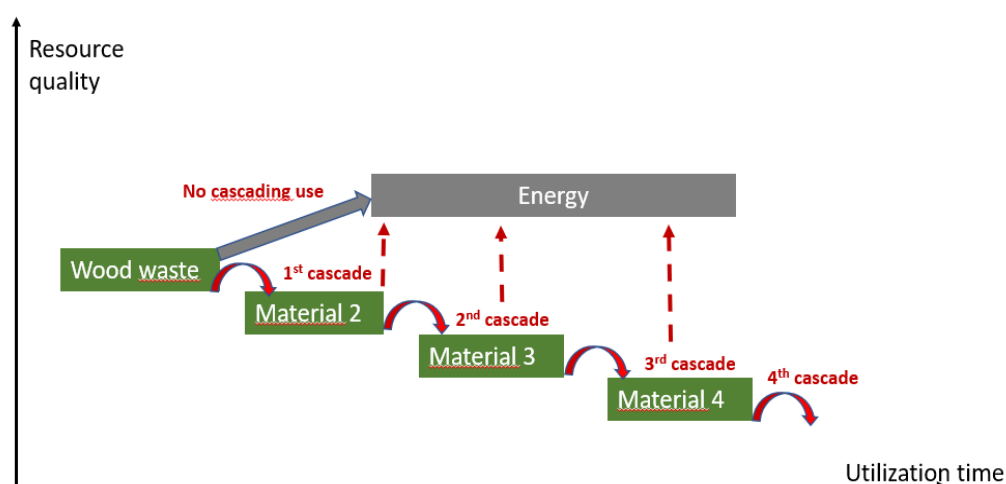 Resource
quality
No cascading use
Energy
Wood waste
1st cascade
Material 2
2nd cascade
Material 3
3rd cascade
4th cascade
Material 4
Utilization time